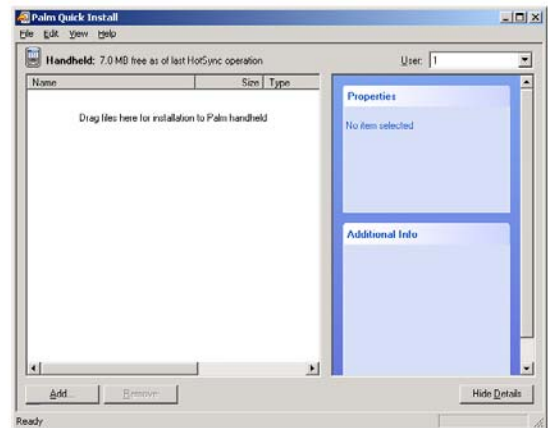 Palm Quick Install
File Edit View Help
Handheld: 7.0 MB free as of last HotSync operation User: 1
Name Size Type
Drag files here for installation to Palm handheld
Properties
No item selected
Additional Info
Add... Remove Hide Details
Ready